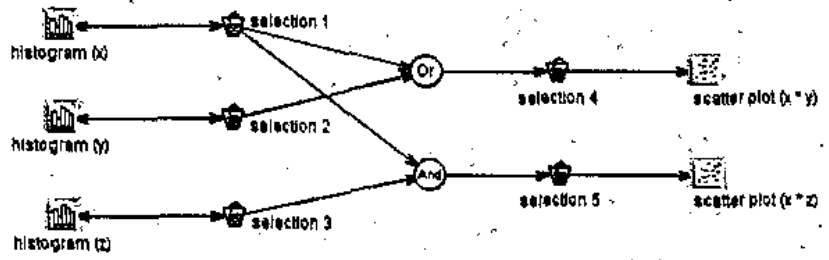 selection 1
histogram (x)
Or
selection 4
scatter plot (x * y)
selection 2
histogram (y)
And
selection 5
scatter plot (x * z)
selection 3
histogram (z)